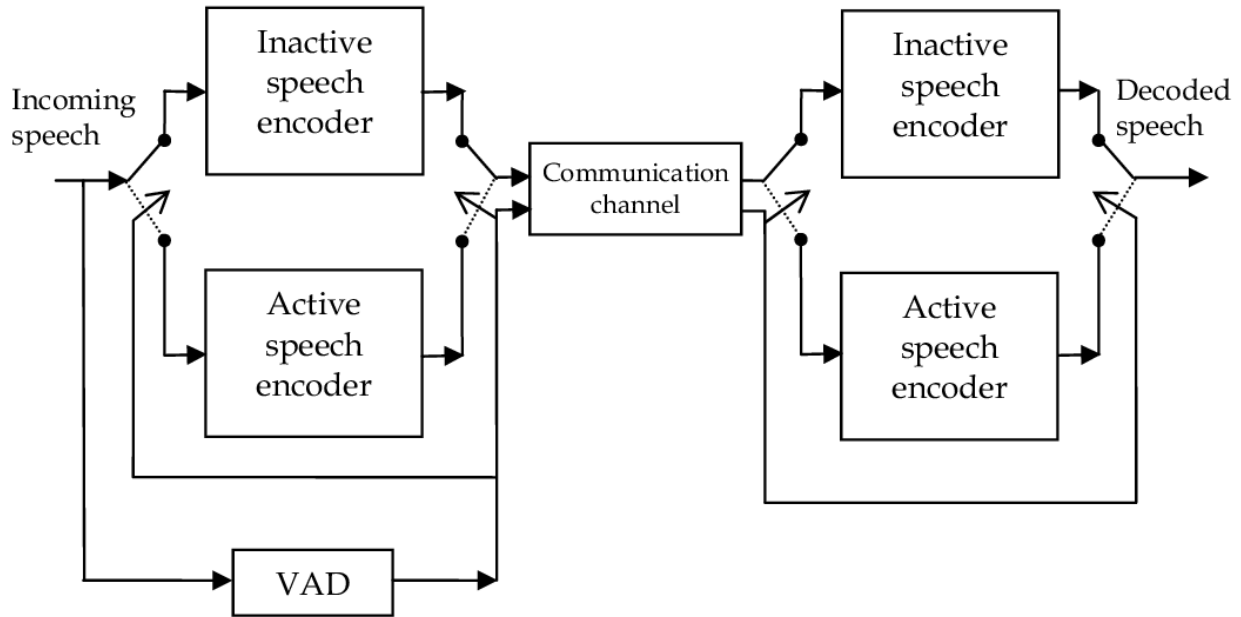 Incoming
speech
Inactive
speech
encoder
Active
speech
encoder
VAD
Communication
channel
Inactive
speech
encoder
Active
speech
encoder
Decoded
speech